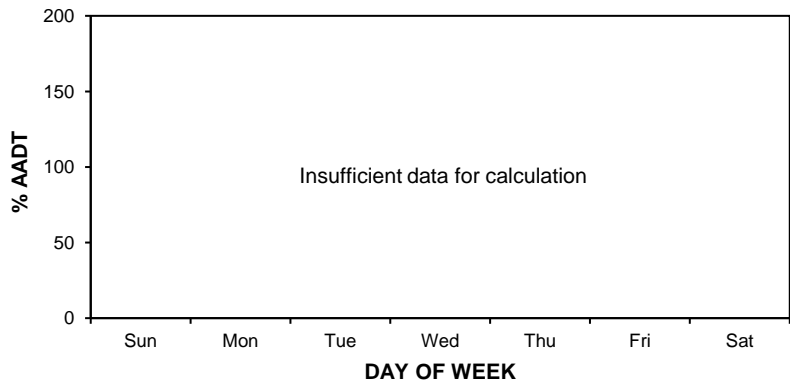 200
150
100
50
0
% AADT
Insufficient data for calculation
Sun Mon Tue Wed Thu Fri Sat
DAY OF WEEK